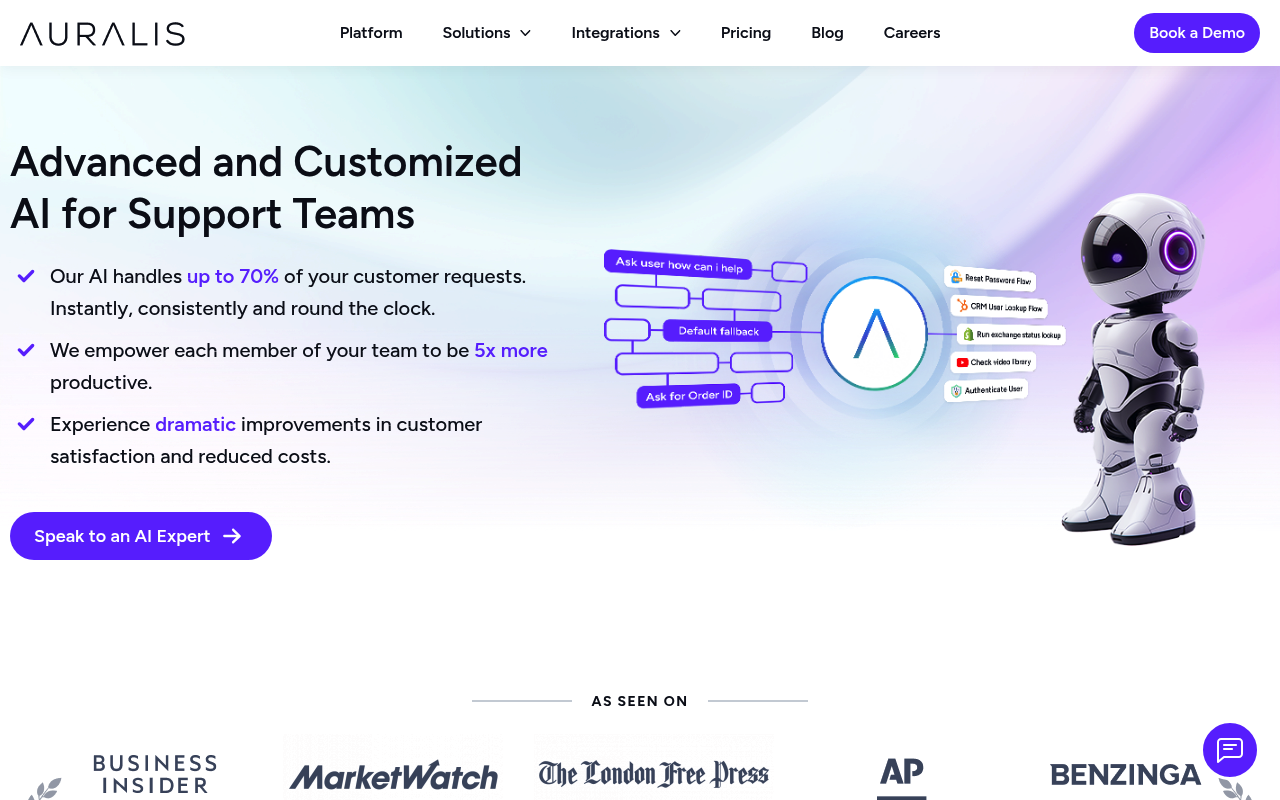 AURALIS
Platform
Solutions
Integrations
Pricing
Blog
Careers
Book a Demo
Advanced and Customized
AI for Support Teams
Our AI handles up to 70% of your customer requests.
Instantly, consistently and round the clock.
We empower each member of your team to be 5x more
productive.
Experience dramatic improvements in customer
satisfaction and reduced costs.
Speak to an AI Expert
Ask user how can i help
Default fallback
Ask for Order ID
Reset Password Flow
CRM User Lookup Flow
Run exchange status lookup
Check video library
Authenticate User
AS SEEN ON
BUSINESS
INSIDER
MarketWatch
The London Free Press
AP
BENZINGA